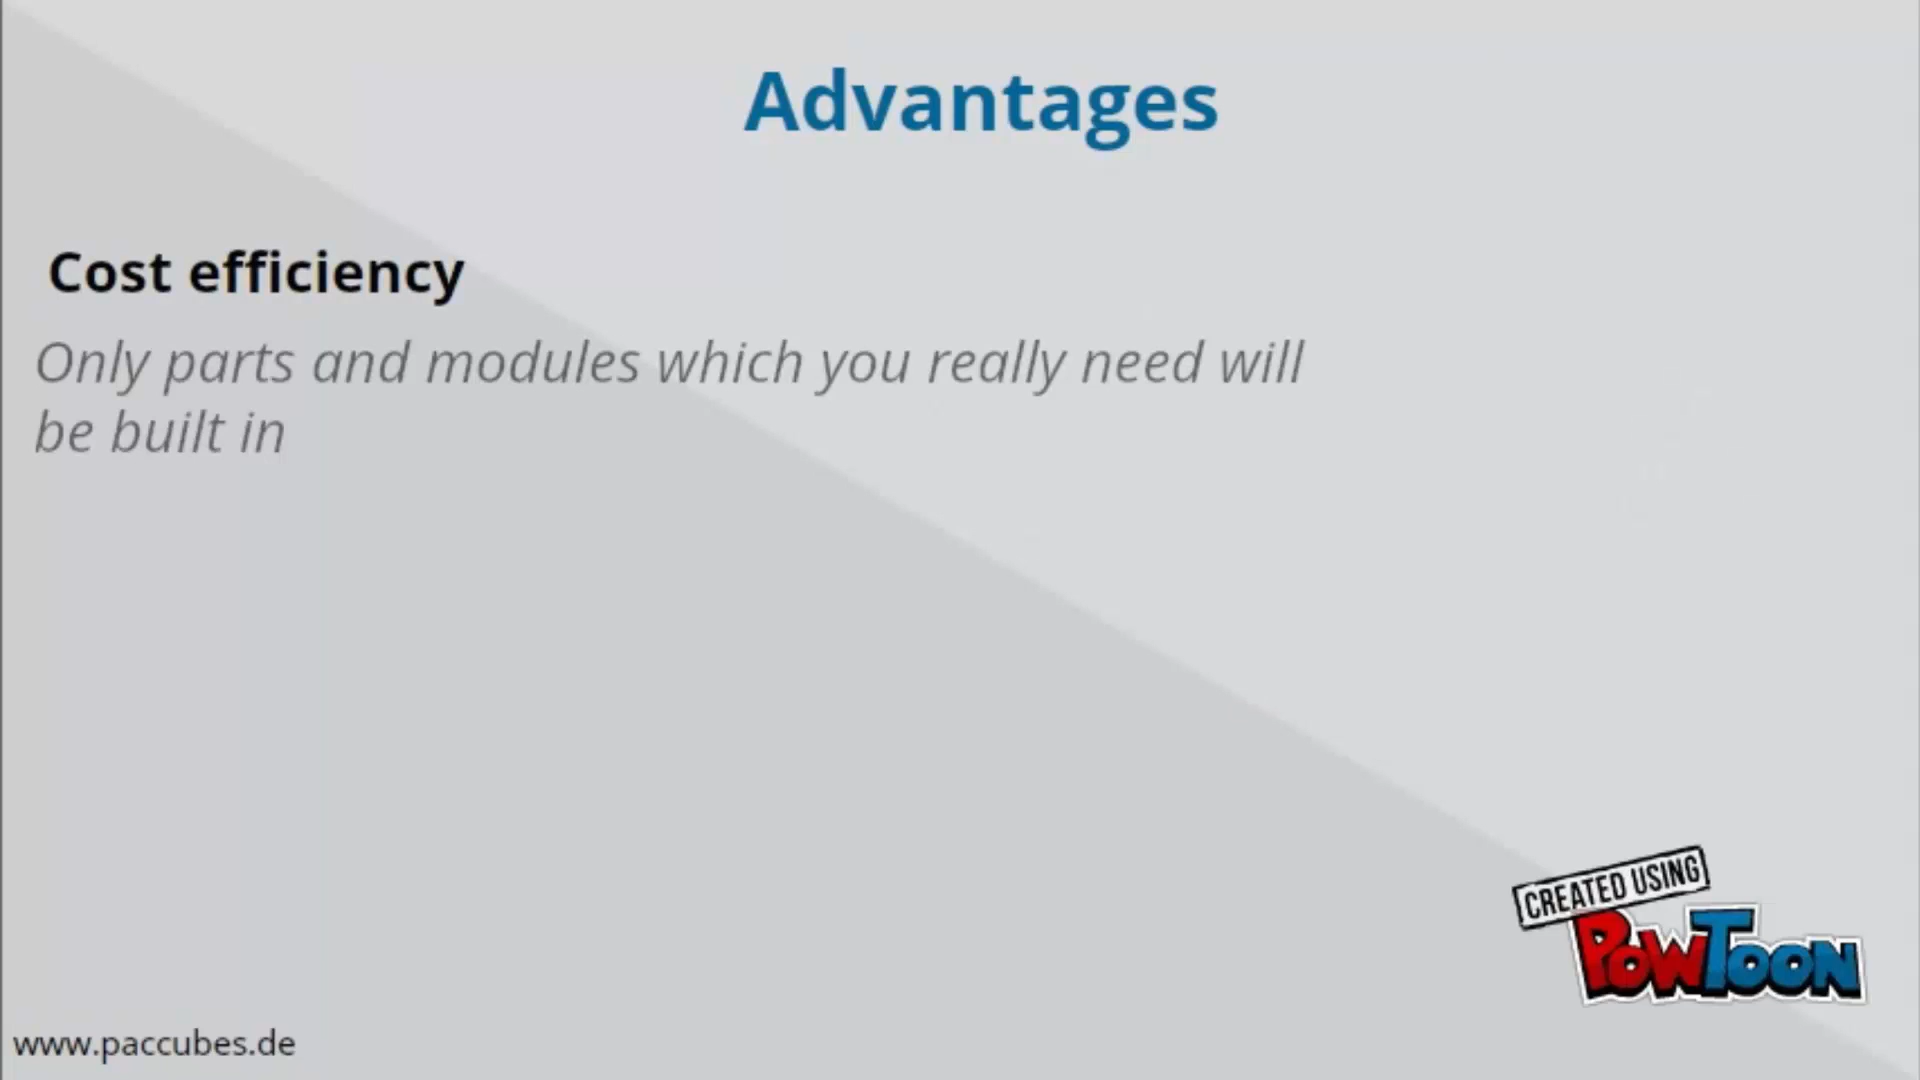 Advantages
Cost efficiency
Only parts and modules which you really need will
be built in
CREATED USING
POWTOON
www.paccubes.de